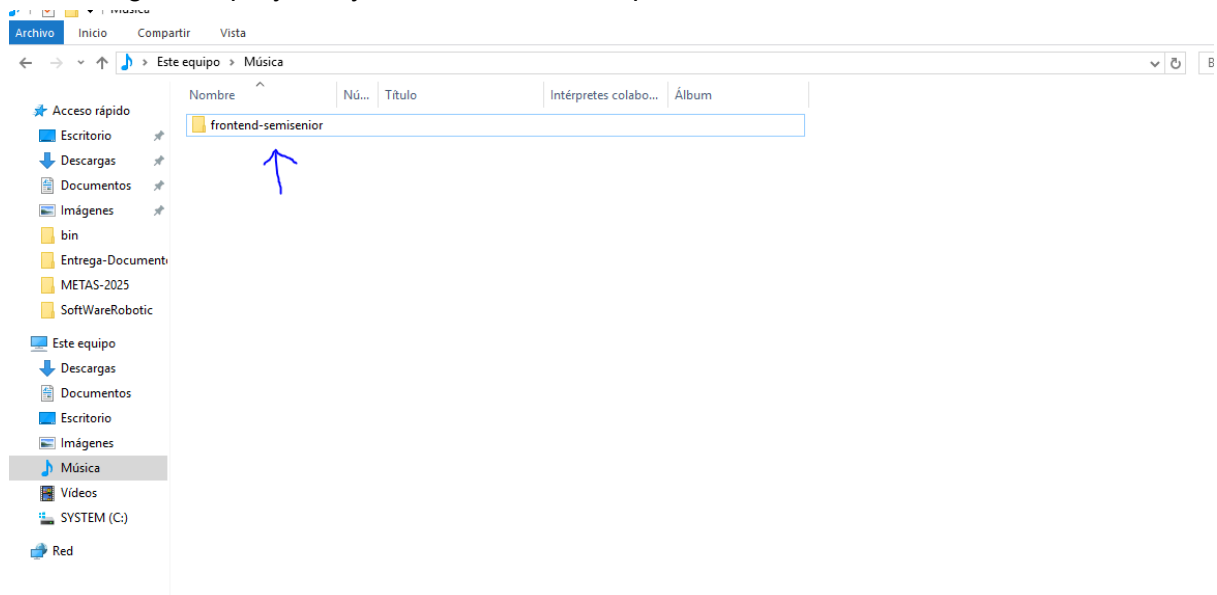 Música
Archivo Inicio Compartir Vista
Este equipo > Música
Nombre Nú... Título Intérpretes colabo... Álbum
Acceso rápido
frontend-semisenior
Escritorio
Descargas
Documentos
Imágenes
bin
Entrega-Documento
METAS-2025
SoftWareRobotic
Este equipo
Descargas
Documentos
Escritorio
Imágenes
Música
Vídeos
SYSTEM (C:)
Red